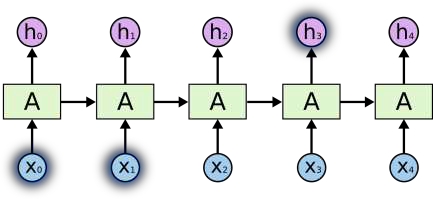 h₀ h₁ h₂ h₃ h₄
A A A A A
x₀ x₁ x₂ x₃ x₄